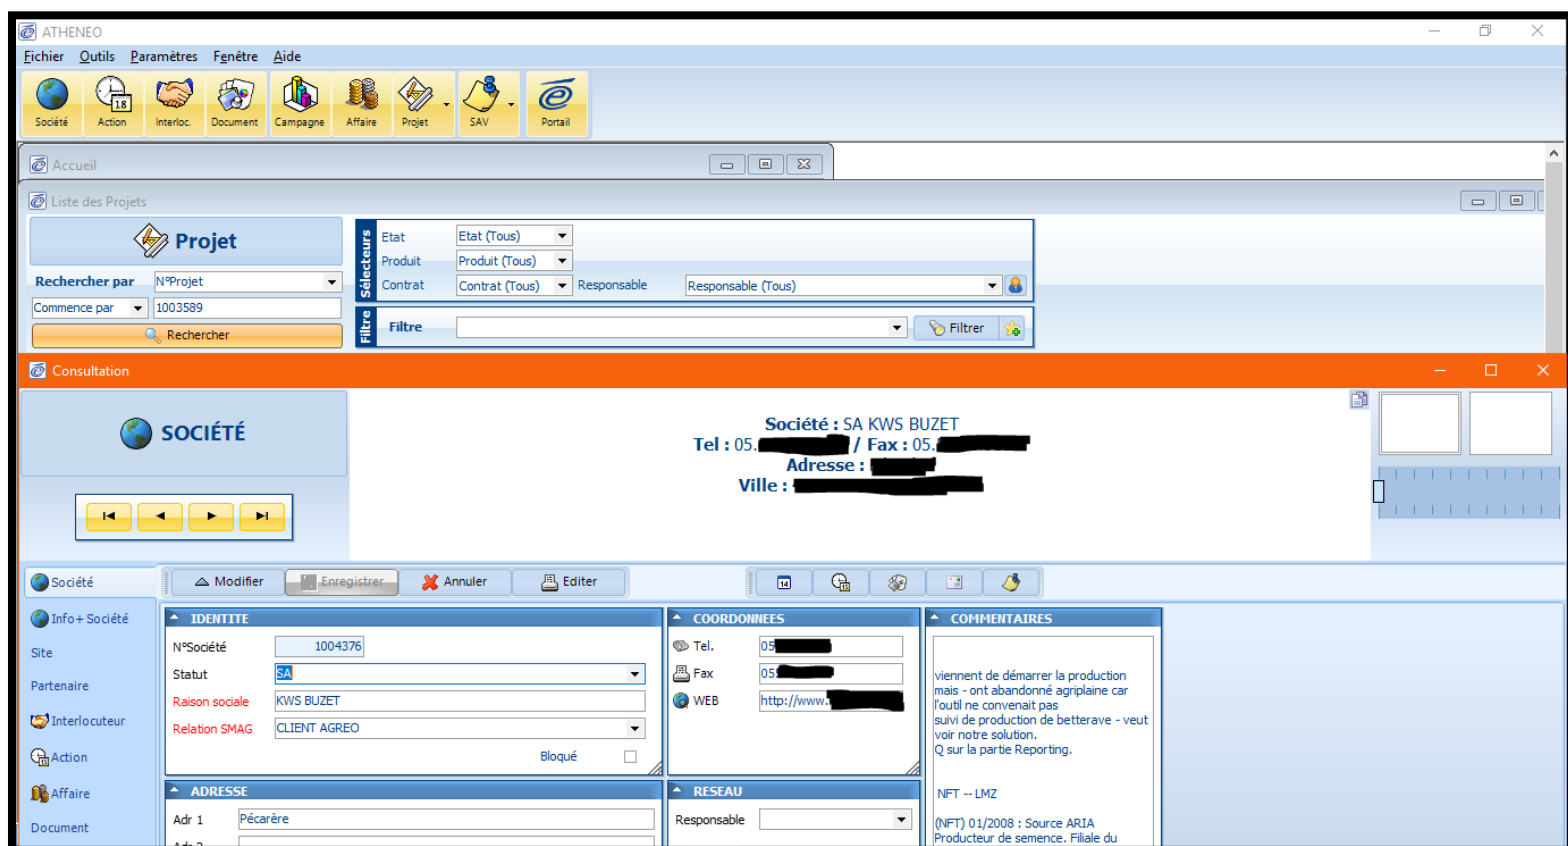 ATHENEO
Fichier Outils Paramètres Fenêtre Aide
Société Action Interloc. Document Campagne Affaire Projet SAV Portail
Accueil
Liste des Projets
Projet
Rechercher par N°Projet
Commence par 1003589
Rechercher
Sélecteurs
Etat Etat (Tous)
Produit Produit (Tous)
Contrat Contrat (Tous) Responsable Responsable (Tous)
Filtre
Filtre Filtrer
Consultation
SOCIÉTÉ
Société : SA KWS BUZET
Tel : 05. / Fax : 05.
Adresse :
Ville :
Société
Info+ Société
Site
Partenaire
Interlocuteur
Action
Affaire
Document
Modifier Enregistrer Annuler Editer
14
IDENTITE
N°Société 1004376
Statut SA
Raison sociale KWS BUZET
Relation SMAG CLIENT AGREO
Bloqué
ADRESSE
Adr 1 Pécarère
COORDONNEES
Tel. 05
Fax 05
WEB http://www.
RESEAU
Responsable
COMMENTAIRES
viennent de démarrer la production
mais - ont abandonné agriplaine car
l'outil ne convenait pas
suivi de production de betterave - veut
voir notre solution.
Q sur la partie Reporting.
NFT -- LMZ
(NFT) 01/2008 : Source ARIA
Producteur de semence. Filiale du